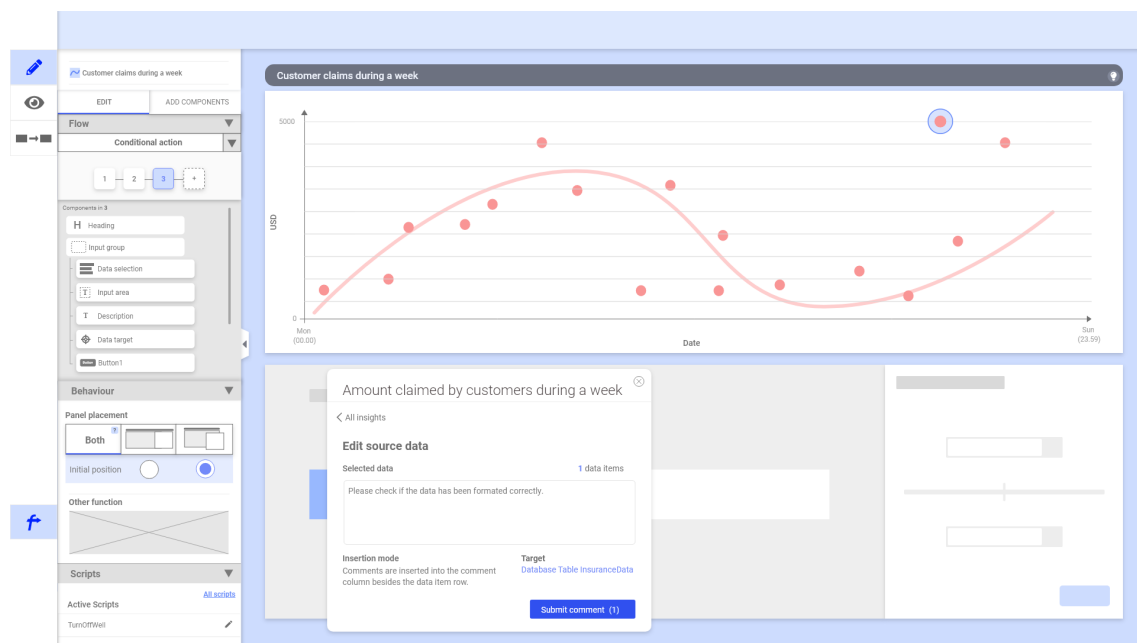 Customer claims during a week
EDIT
ADD COMPONENTS
Flow
Conditional action
1
2
3
+
Components in 3
H Heading
Input group
Data selection
T Input area
T Description
Data target
Button Button1
Behaviour
Panel placement
Both
?
Initial position
Other function
f
Scripts
All scripts
Active Scripts
TurnOffWell
Customer claims during a week
5000
USD
0
Mon
(00.00)
Date
Sun
(23,59)
Amount claimed by customers during a week
All insights
Edit source data
Selected data
1 data items
Please check if the data has been formated correctly.
Insertion mode
Target
Comments are inserted into the comment
column besides the data item row.
Database Table InsuranceData
Submit comment (1)